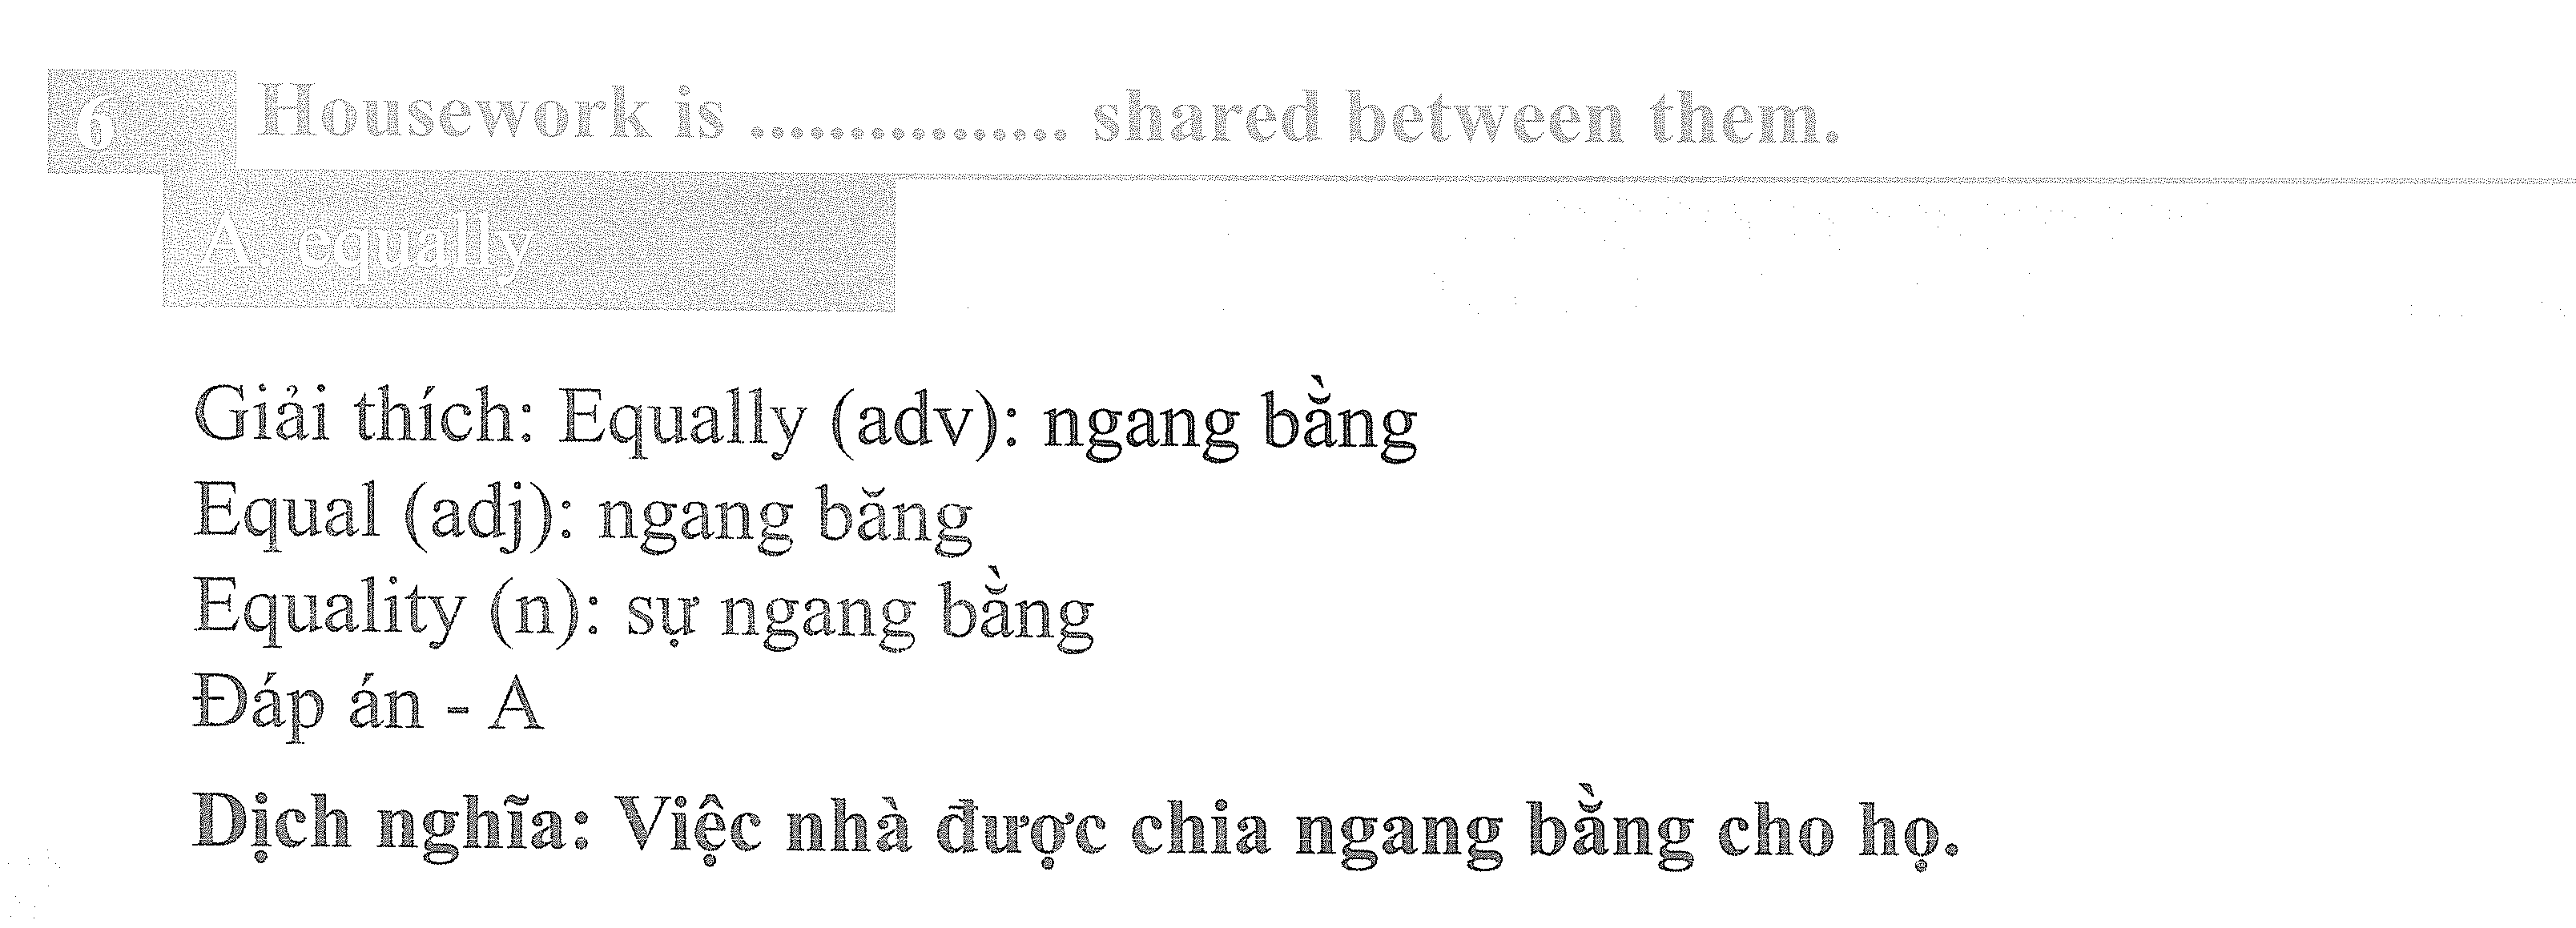 6 Housework is ................ shared between them.
A. equally
Giải thích: Equally (adv): ngang bằng
Equal (adj): ngang băng
Equality (n): sự ngang bằng
Đáp án - A
Dịch nghĩa: Việc nhà được chia ngang bằng cho họ.